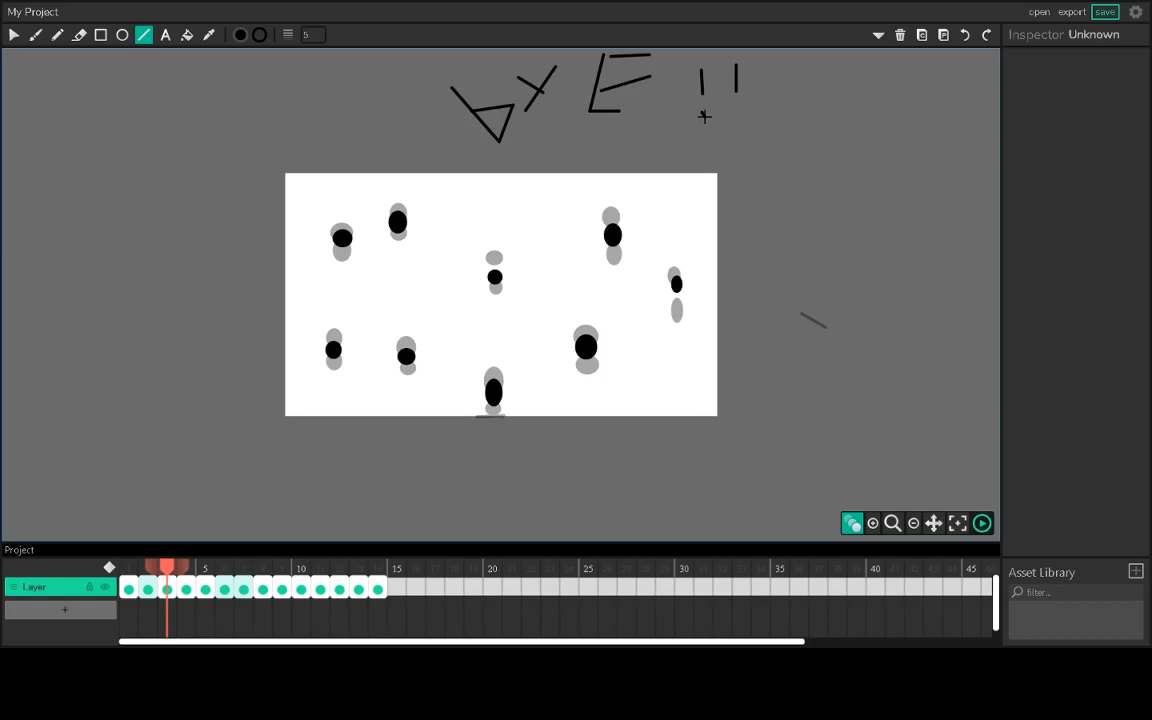 My Project
open export save
5
Inspector Unknown
bYE !!
Project
5 10 15 20 25 30 35 40 45
Layer
+
Asset Library
filter...